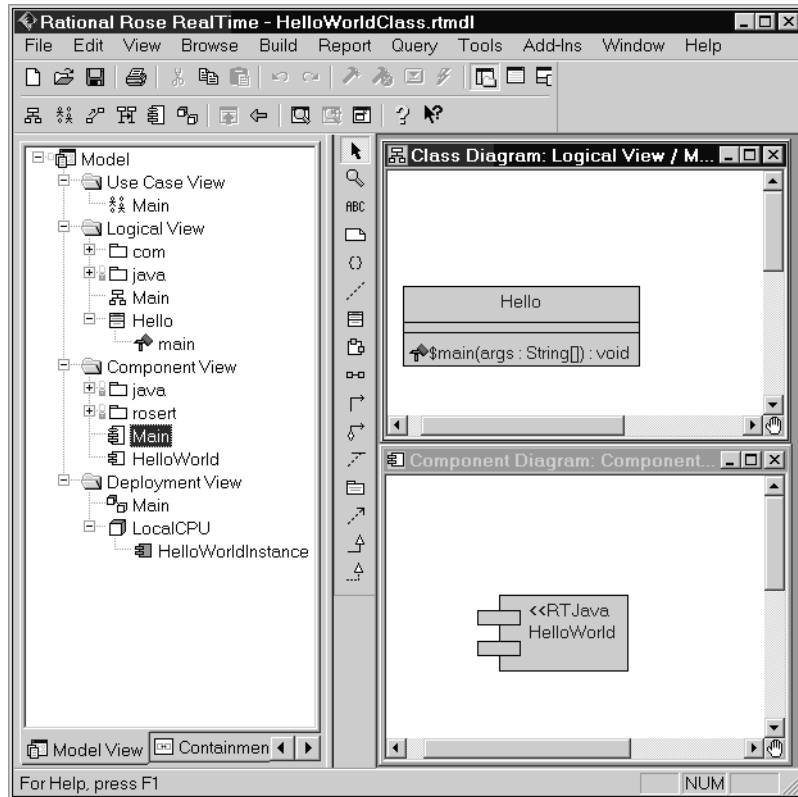 Rational Rose RealTime - HelloWorldClass.rtmdl
File Edit View Browse Build Report Query Tools Add-Ins Window Help
Model
Use Case View
Main
Logical View
com
java
Main
Hello
main
Component View
java
rosert
Main
HelloWorld
Deployment View
Main
LocalCPU
HelloWorldInstance
Model View
Containmen
ABC
Class Diagram: Logical View / M...
Hello
$main(args : String[]) : void
Component Diagram: Component...
<<RTJava
HelloWorld
For Help, press F1
NUM